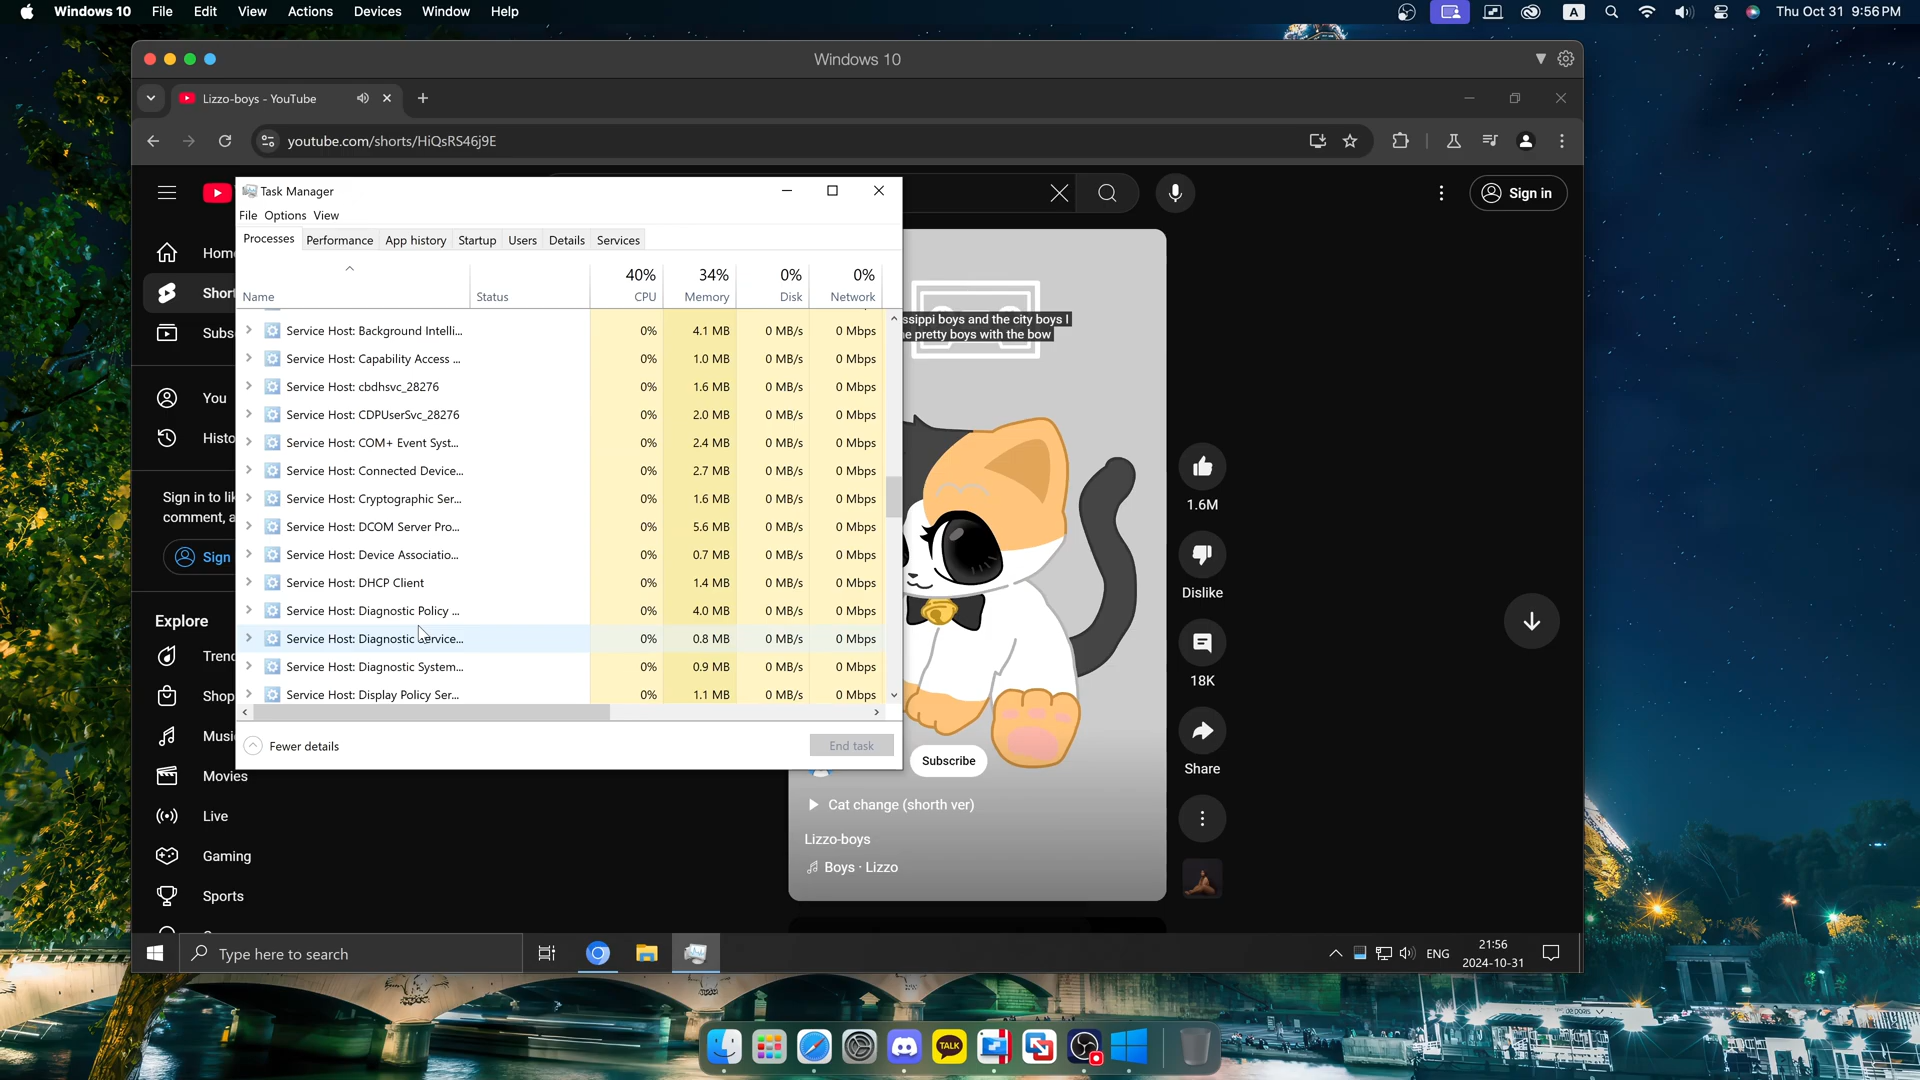 Windows 10 File Edit View Actions Devices Window Help
A Thu Oct 31 9:56 PM
Windows 10
Lizzo-boys - YouTube
youtube.com/shorts/HiQsRS46j9E
Sign in
Home
Shor
Subs
You
Histo
Sign in to lik
comment, a
Sign
Explore
Tren
Shop
Musi
Movies
Live
Gaming
Sports
Task Manager
File Options View
Processes Performance App history Startup Users Details Services
40% 34% 0% 0%
Name Status CPU Memory Disk Network
Service Host: Background Intelli... 0% 4.1 MB 0 MB/s 0 Mbps
Service Host: Capability Access ... 0% 1.0 MB 0 MB/s 0 Mbps
Service Host: cbdhsvc_28276 0% 1.6 MB 0 MB/s 0 Mbps
Service Host: CDPUserSvc_28276 0% 2.0 MB 0 MB/s 0 Mbps
Service Host: COM+ Event Syst... 0% 2.4 MB 0 MB/s 0 Mbps
Service Host: Connected Device... 0% 2.7 MB 0 MB/s 0 Mbps
Service Host: Cryptographic Ser... 0% 1.6 MB 0 MB/s 0 Mbps
Service Host: DCOM Server Pro... 0% 5.6 MB 0 MB/s 0 Mbps
Service Host: Device Associatio... 0% 0.7 MB 0 MB/s 0 Mbps
Service Host: DHCP Client 0% 1.4 MB 0 MB/s 0 Mbps
Service Host: Diagnostic Policy ... 0% 4.0 MB 0 MB/s 0 Mbps
Service Host: Diagnostic Service... 0% 0.8 MB 0 MB/s 0 Mbps
Service Host: Diagnostic System... 0% 0.9 MB 0 MB/s 0 Mbps
Service Host: Display Policy Ser... 0% 1.1 MB 0 MB/s 0 Mbps
Fewer details
End task
ssippi boys and the city boys I
e pretty boys with the bow
1.6M
Dislike
18K
Share
Subscribe
Cat change (shorth ver)
Lizzo-boys
Boys · Lizzo
Type here to search
ENG
21:56
2024-10-31
TALK